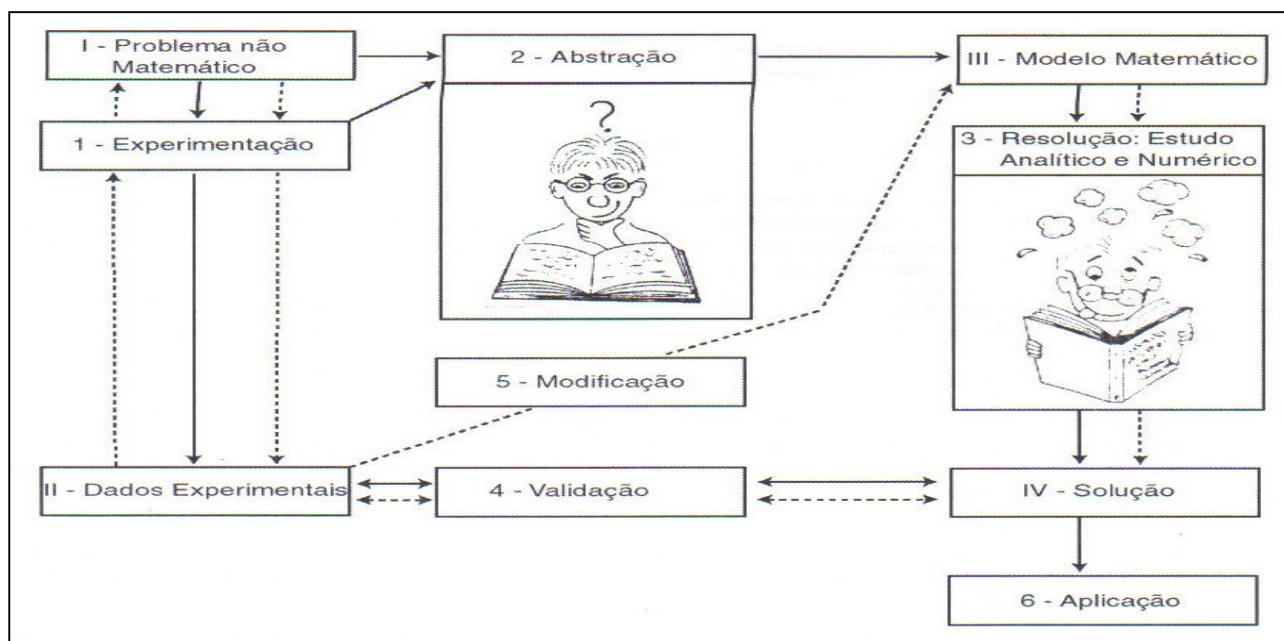 I - Problema não
Matemático
2 - Abstração
III - Modelo Matemático
1 - Experimentação
?
3 - Resolução: Estudo
Analítico e Numérico
5 - Modificação
II - Dados Experimentais
4 - Validação
IV - Solução
6 - Aplicação